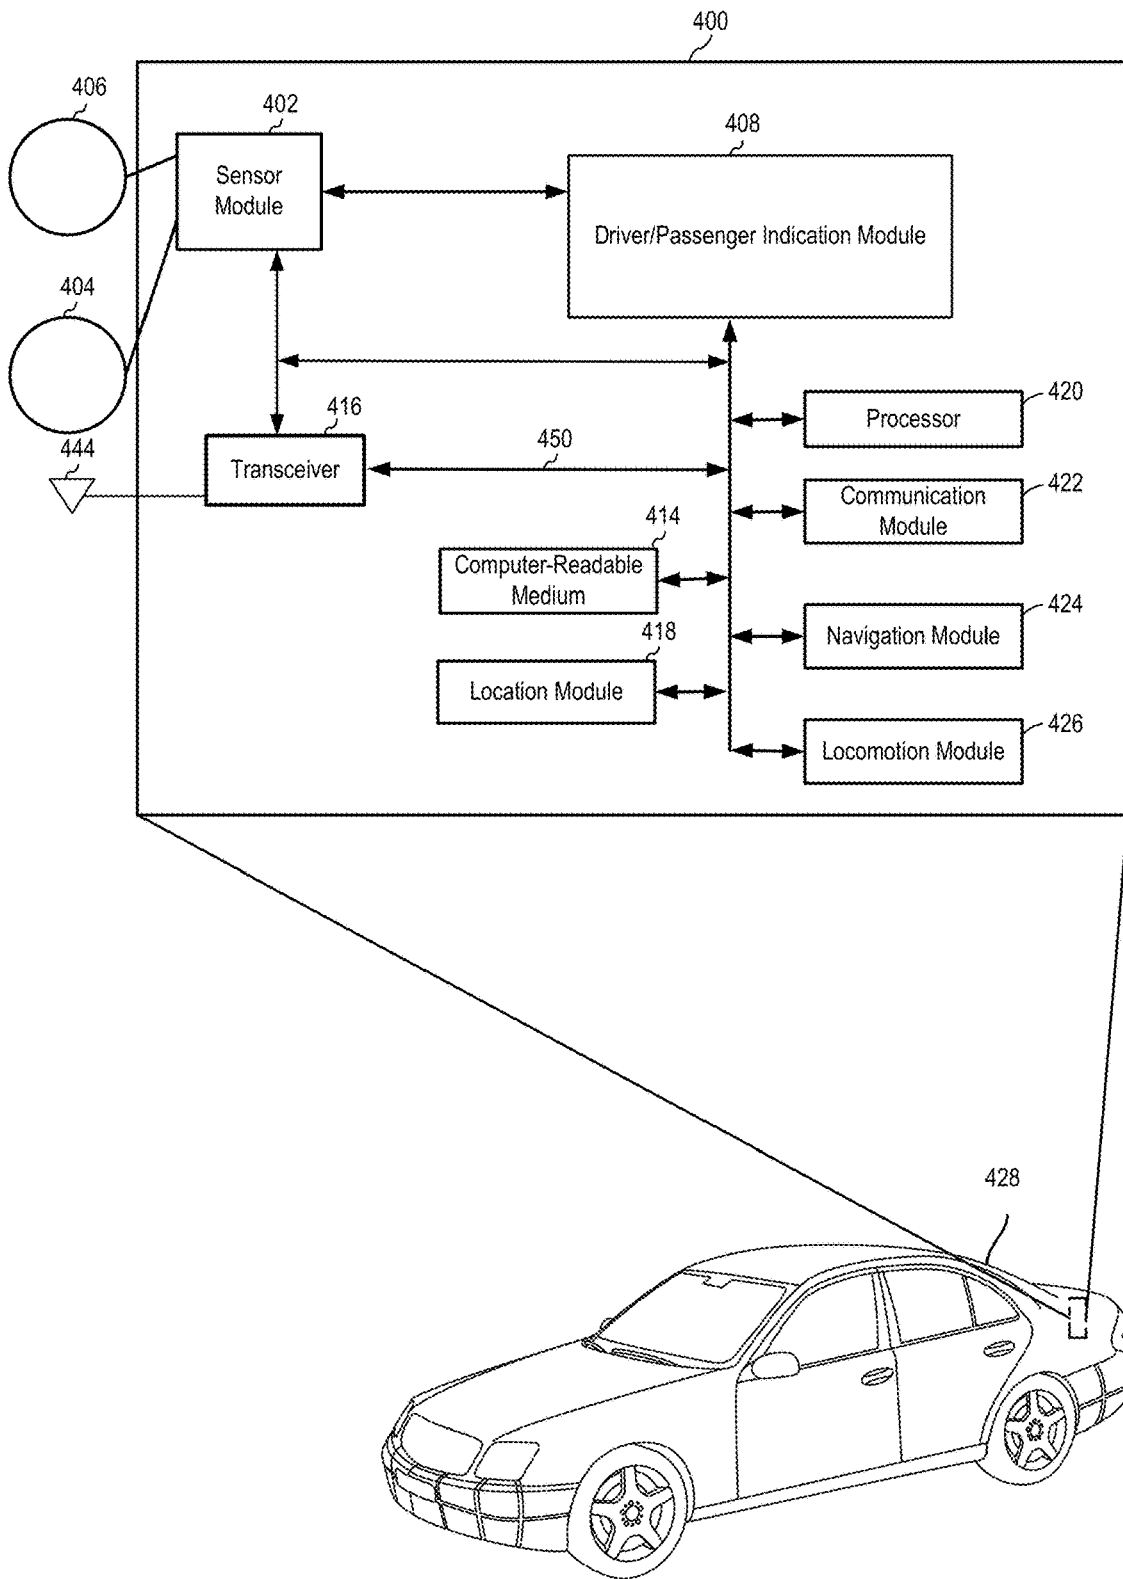 400
406
402
408
Sensor
Module
Driver/Passenger Indication Module
404
416
420
Processor
444
450
Transceiver
422
Communication
Module
414
Computer-Readable
Medium
424
Navigation Module
418
Location Module
426
Locomotion Module
428